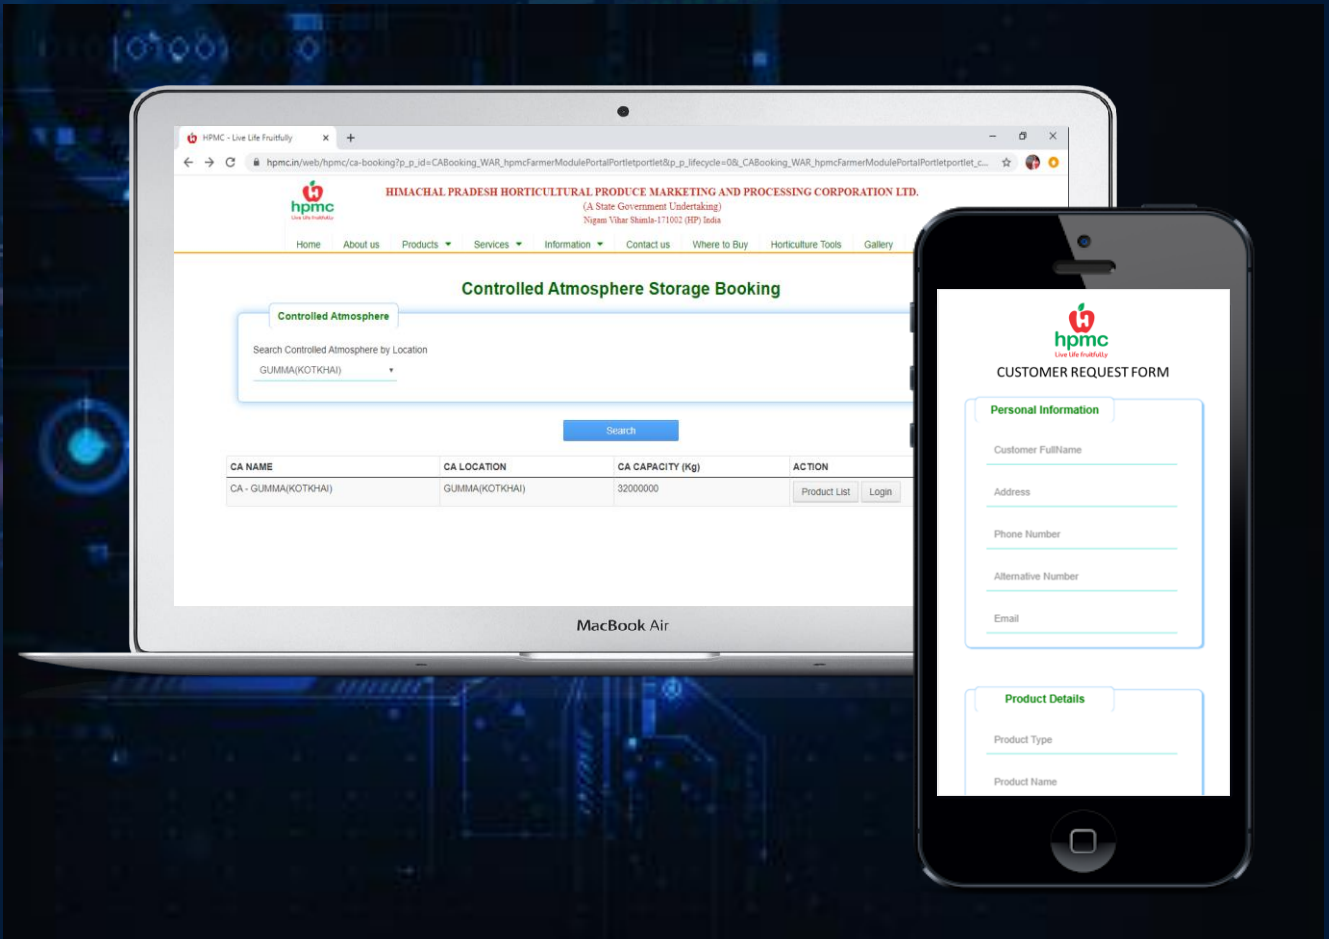 HPMC - Live Life Fruitfully
hpmc.in/web/hpmc/ca-booking?p_p_id=CABooking_WAR_hpmcFarmerModulePortalPortletportlet&p_p_lifecycle=0&_CABooking_WAR_hpmcFarmerModulePortalPortletportlet_c...
hpmc
Live Life fruitfully
HIMACHAL PRADESH HORTICULTURAL PRODUCE MARKETING AND PROCESSING CORPORATION LTD.
(A State Government Undertaking)
Nigam Vihar Shimla-171002 (HP) India
Home About us Products Services Information Contact us Where to Buy Horticulture Tools Gallery
Controlled Atmosphere Storage Booking
Controlled Atmosphere
Search Controlled Atmosphere by Location
GUMMA(KOTKHAI)
Search
CA NAME CA LOCATION CA CAPACITY (Kg) ACTION
CA - GUMMA(KOTKHAI) GUMMA(KOTKHAI) 32000000 Product List Login
MacBook Air
hpmc
Live Life fruitfully
CUSTOMER REQUEST FORM
Personal Information
Customer FullName
Address
Phone Number
Alternative Number
Email
Product Details
Product Type
Product Name